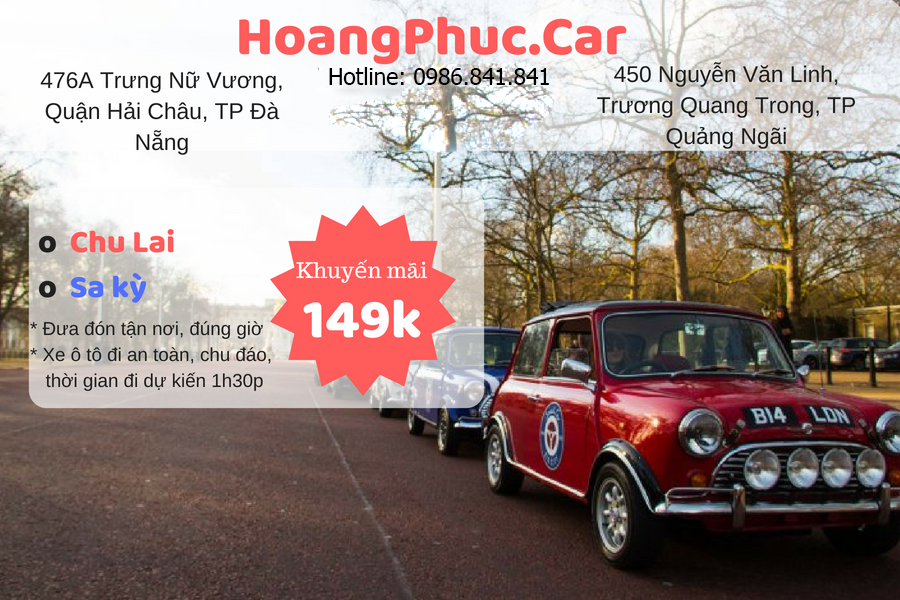 HoangPhuc.Car
Hotline: 0986.841.841
476A Trưng Nữ Vương,
Quận Hải Châu, TP Đà
Nẵng
450 Nguyễn Văn Linh,
Trương Quang Trong, TP
Quảng Ngãi
o Chu Lai
o Sa kỳ
* Đưa đón tận nơi, đúng giờ
* Xe ô tô đi an toàn, chu đáo,
thời gian đi dự kiến 1h30p
Khuyến mãi
149k
B14 LDN